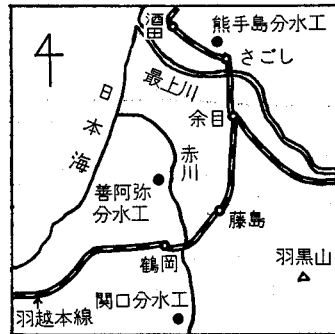 酒田
熊手島分水工
さごし
最上川
日本海
余目
赤川
善阿弥
分水工
藤島
鶴岡
羽黒山
関口分水工
羽越本線